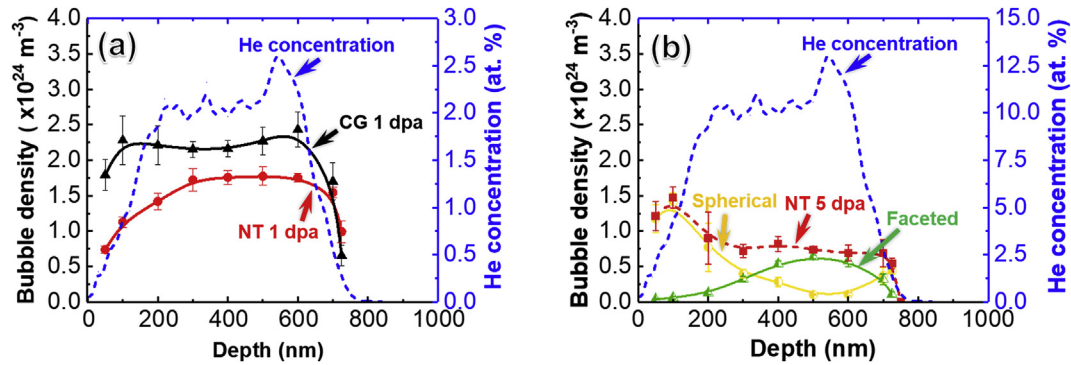 (a)
Bubble density ( ×10²⁴ m⁻³)
4.0
3.5
3.0
2.5
2.0
1.5
1.0
0.5
0.0
He concentration
CG 1 dpa
NT 1 dpa
3.0
2.5
2.0
1.5
1.0
0.5
0.0
He concentration (at. %)
0 200 400 600 800 1000
Depth (nm)
(b)
Bubble density (×10²⁴ m⁻³)
4.0
3.5
3.0
2.5
2.0
1.5
1.0
0.5
0.0
He concentration
Spherical
NT 5 dpa
Faceted
15.0
12.5
10.0
7.5
5.0
2.5
0.0
He concentration (at. %)
0 200 400 600 800 1000
Depth (nm)